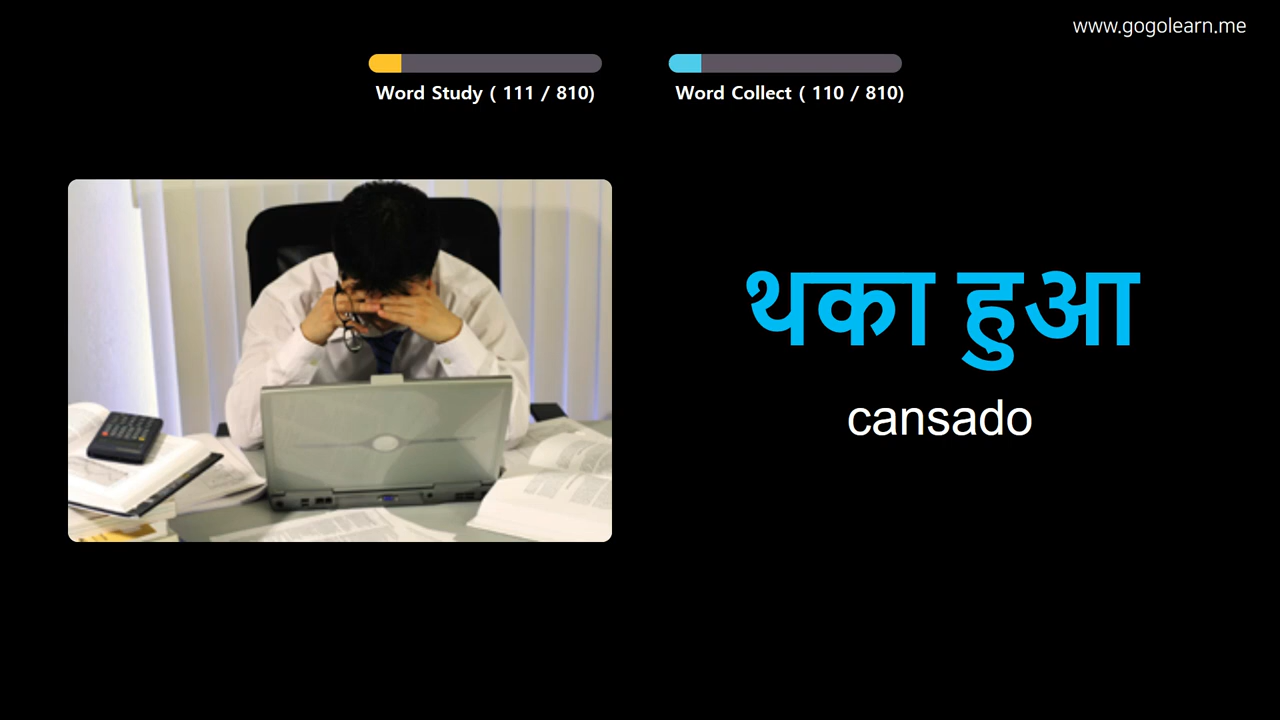 www.gogolearn.me
Word Study ( 111 / 810)
Word Collect ( 110 / 810)
थका हुआ
cansado